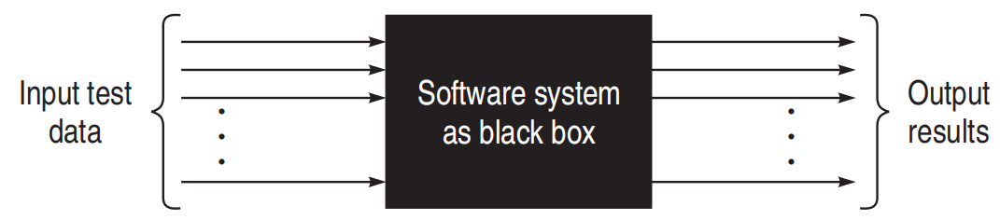 Input test
data
Software system
as black box
Output
results